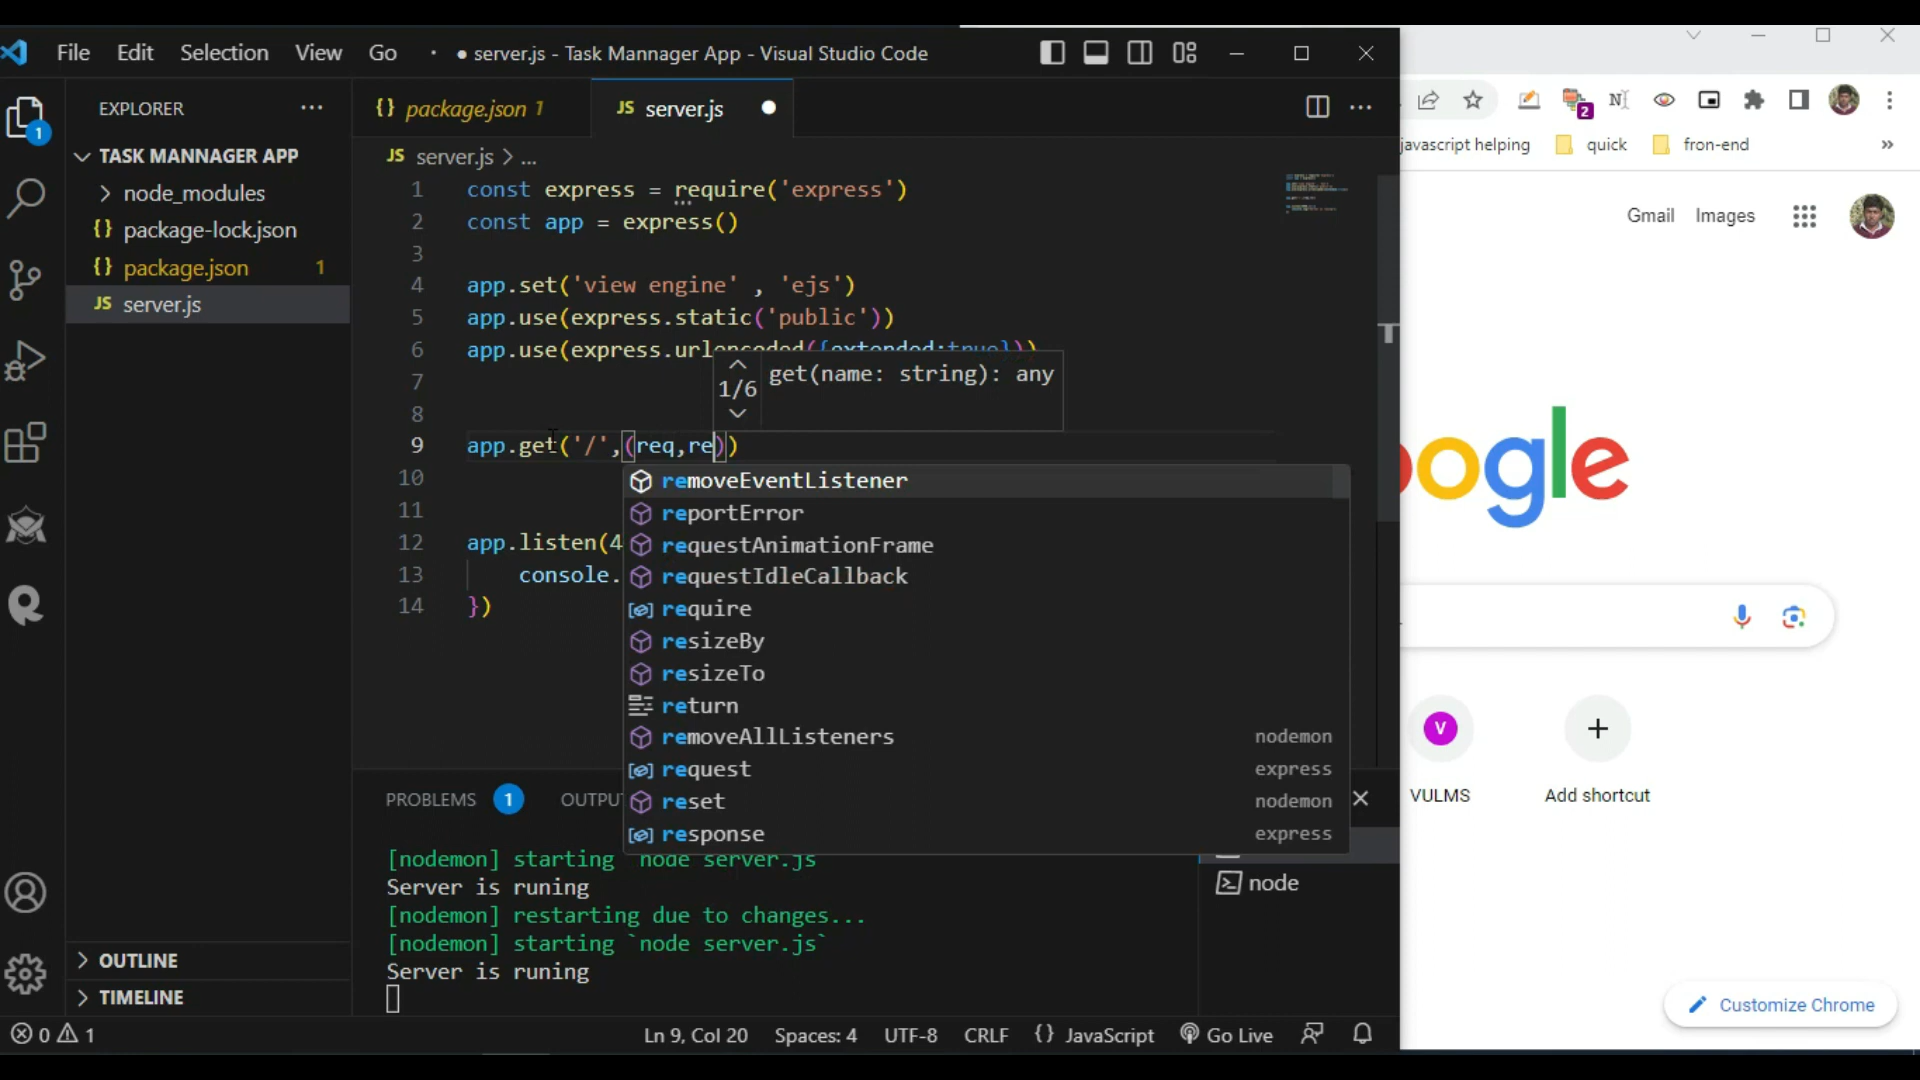 File Edit Selection View Go · ● server.js - Task Mannager App - Visual Studio Code
EXPLORER ···
{} package.json 1
JS server.js
1
TASK MANNAGER APP
node_modules
{} package-lock.json
{} package.json 1
JS server.js
JS server.js > ...
1 const express = require('express')
2 const app = express()
3
4 app.set('view engine' , 'ejs')
5 app.use(express.static('public'))
6 app.use(express.urlencoded({extended:true}))
7
8
1/6 get(name: string): any
9 app.get('/',(req,re))
10
11
12 app.listen(4
13 console.
14 })
removeEventListener
reportError
requestAnimationFrame
requestIdleCallback
require
resizeBy
resizeTo
return
removeAllListeners nodemon
request express
reset nodemon
response express
PROBLEMS 1 OUTPU
[nodemon] starting `node server.js`
Server is runing
[nodemon] restarting due to changes...
[nodemon] starting `node server.js`
Server is runing
node
OUTLINE
TIMELINE
0 1 Ln 9, Col 20 Spaces: 4 UTF-8 CRLF {} JavaScript Go Live
2
javascript helping quick fron-end »
Gmail Images
ogle
V
VULMS
Add shortcut
Customize Chrome